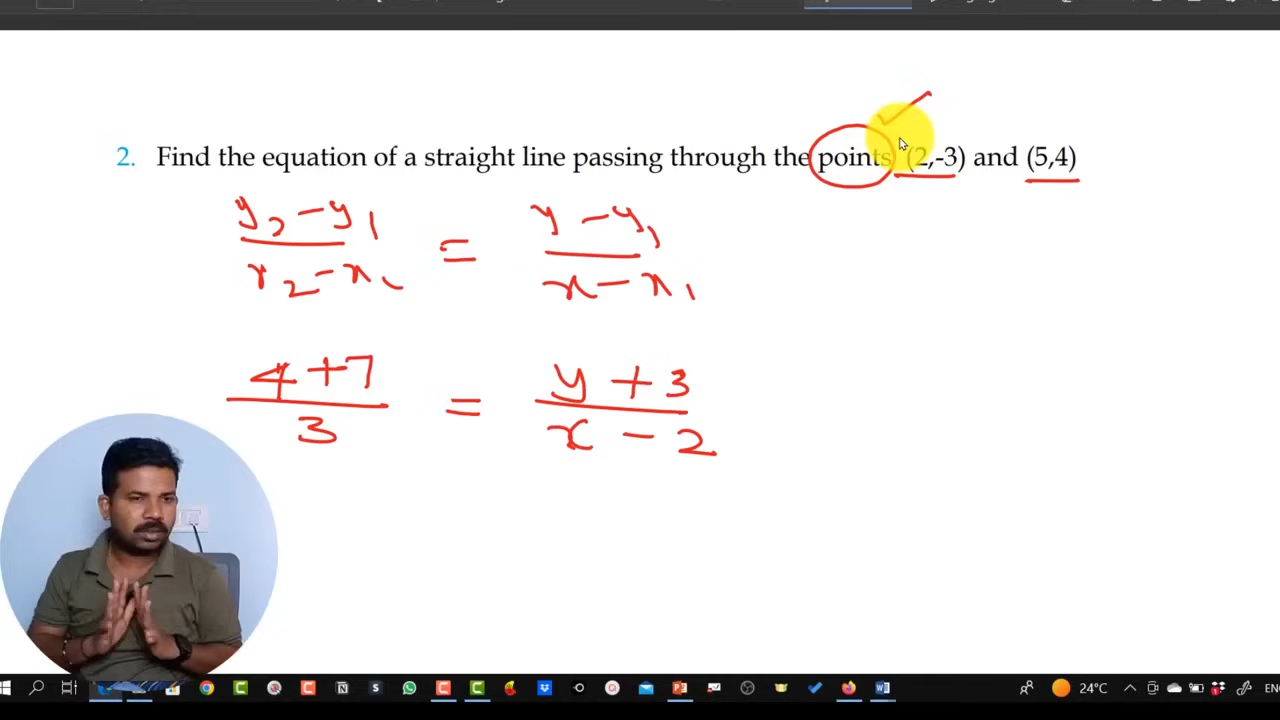 2. Find the equation of a straight line passing through the points (2,-3) and (5,4)
y2 - y1 / x2 - x1 = y - y1 / x - x1
4+7 / 3 = y + 3 / x - 2
24°C